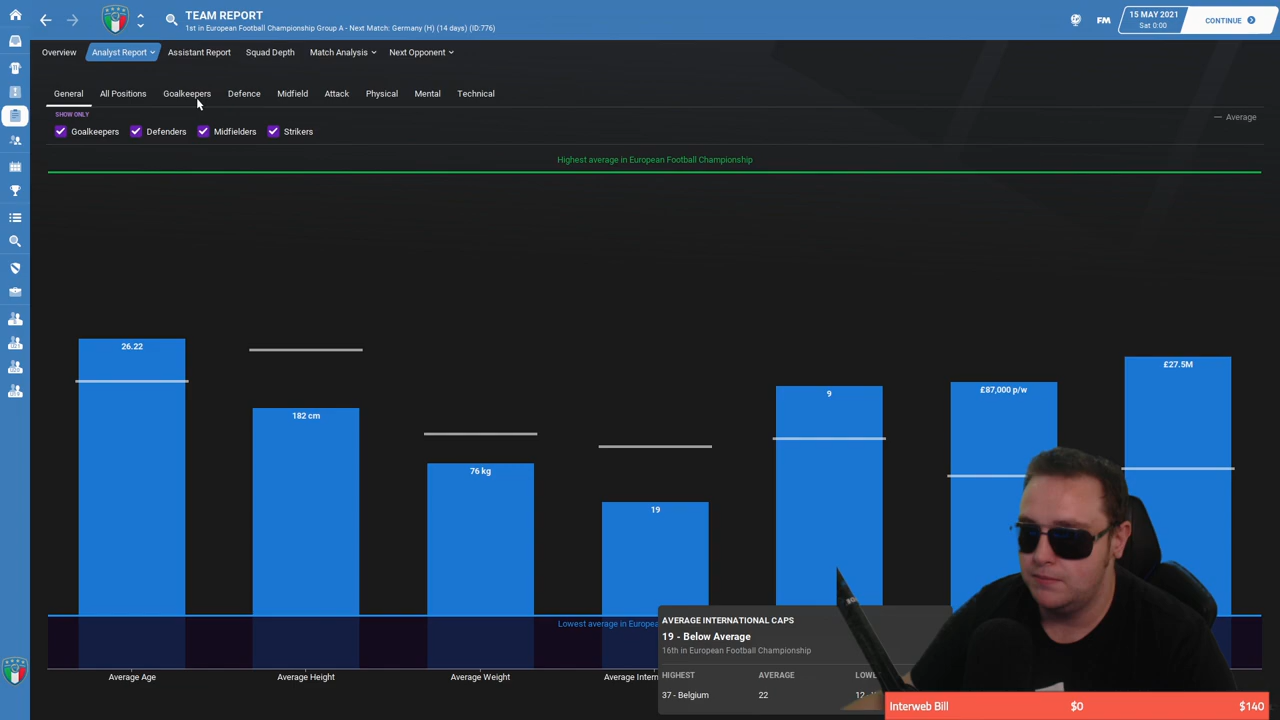 TEAM REPORT
1st in European Football Championship Group A - Next Match: Germany (H) (14 days) (ID:776)
FM
15 MAY 2021
Sat 0:00
CONTINUE
Overview
Analyst Report
Assistant Report
Squad Depth
Match Analysis
Next Opponent
General
All Positions
Goalkeepers
Defence
Midfield
Attack
Physical
Mental
Technical
SHOW ONLY
Goalkeepers
Defenders
Midfielders
Strikers
Average
Highest average in European Football Championship
26.22
182 cm
76 kg
19
9
£87,000 p/w
£27.5M
Lowest average in Europea
AVERAGE INTERNATIONAL CAPS
19 - Below Average
16th in European Football Championship
HIGHEST
AVERAGE
LOW
37 - Belgium
22
12
Average Age
Average Height
Average Weight
Average Intern
Interweb Bill
$0
$140